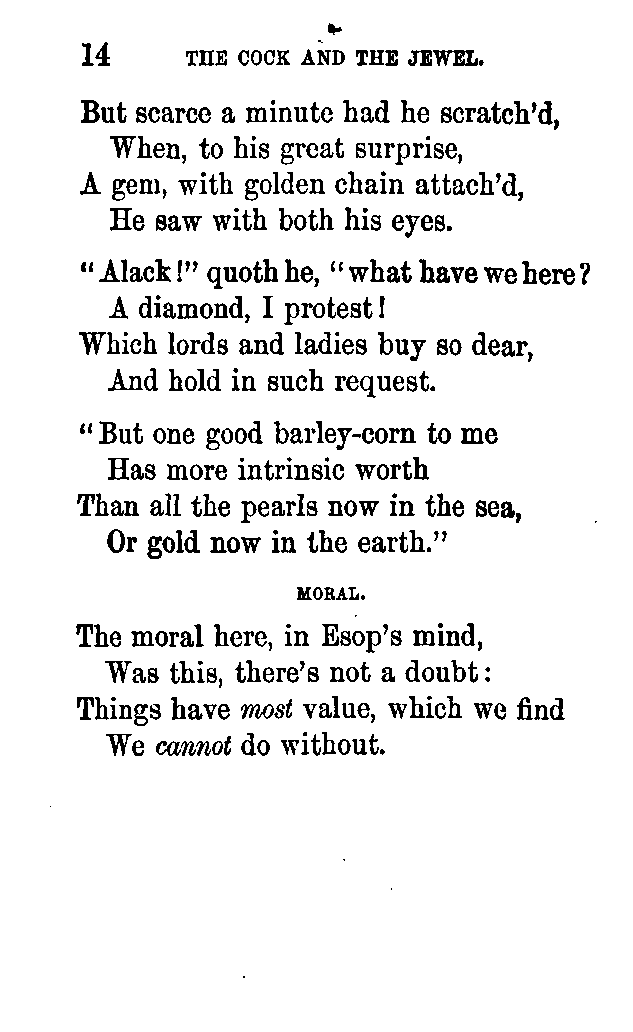 14 THE COCK AND THE JEWEL.
But scarce a minute had he scratch'd,
When, to his great surprise,
A gem, with golden chain attach'd,
He saw with both his eyes.
"Alack!" quoth he, "what have we here?
A diamond, I protest!
Which lords and ladies buy so dear,
And hold in such request.
"But one good barley-corn to me
Has more intrinsic worth
Than all the pearls now in the sea,
Or gold now in the earth."
MORAL.
The moral here, in Esop's mind,
Was this, there's not a doubt:
Things have most value, which we find
We cannot do without.